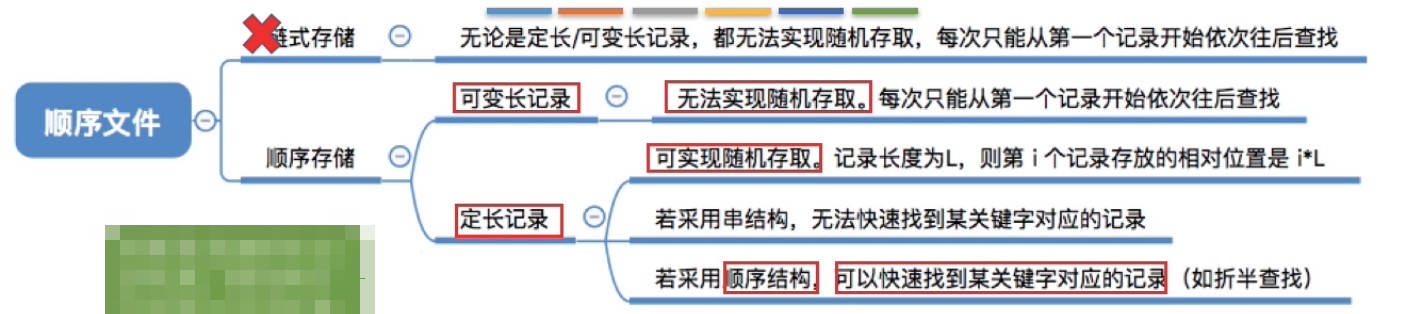 链式存储
无论是定长/可变长记录，都无法实现随机存取，每次只能从第一个记录开始依次往后查找
可变长记录
无法实现随机存取。每次只能从第一个记录开始依次往后查找
顺序文件
顺序存储
可实现随机存取。记录长度为L，则第 i 个记录存放的相对位置是 i*L
定长记录
若采用串结构，无法快速找到某关键字对应的记录
若采用顺序结构，可以快速找到某关键字对应的记录（如折半查找）